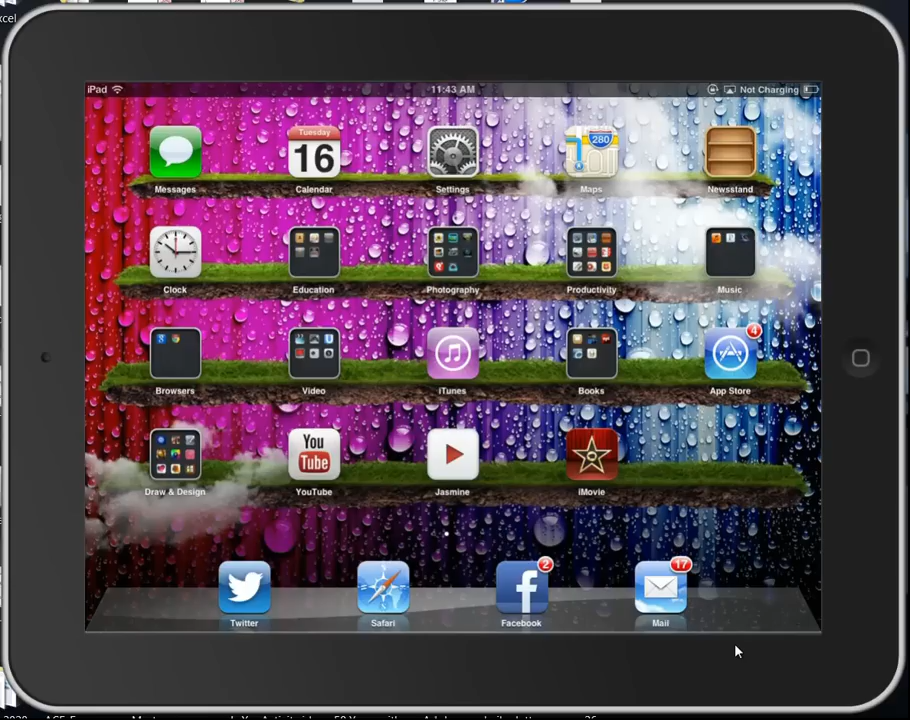 xcel
iPad 11:43 AM Not Charging
Tuesday
16
280
Messages Calendar Settings Maps Newsstand
Clock Education Photography Productivity Music
4
Browsers Video iTunes Books App Store
You
Tube
Draw & Design YouTube Jasmine iMovie
2 17
Twitter Safari Facebook Mail